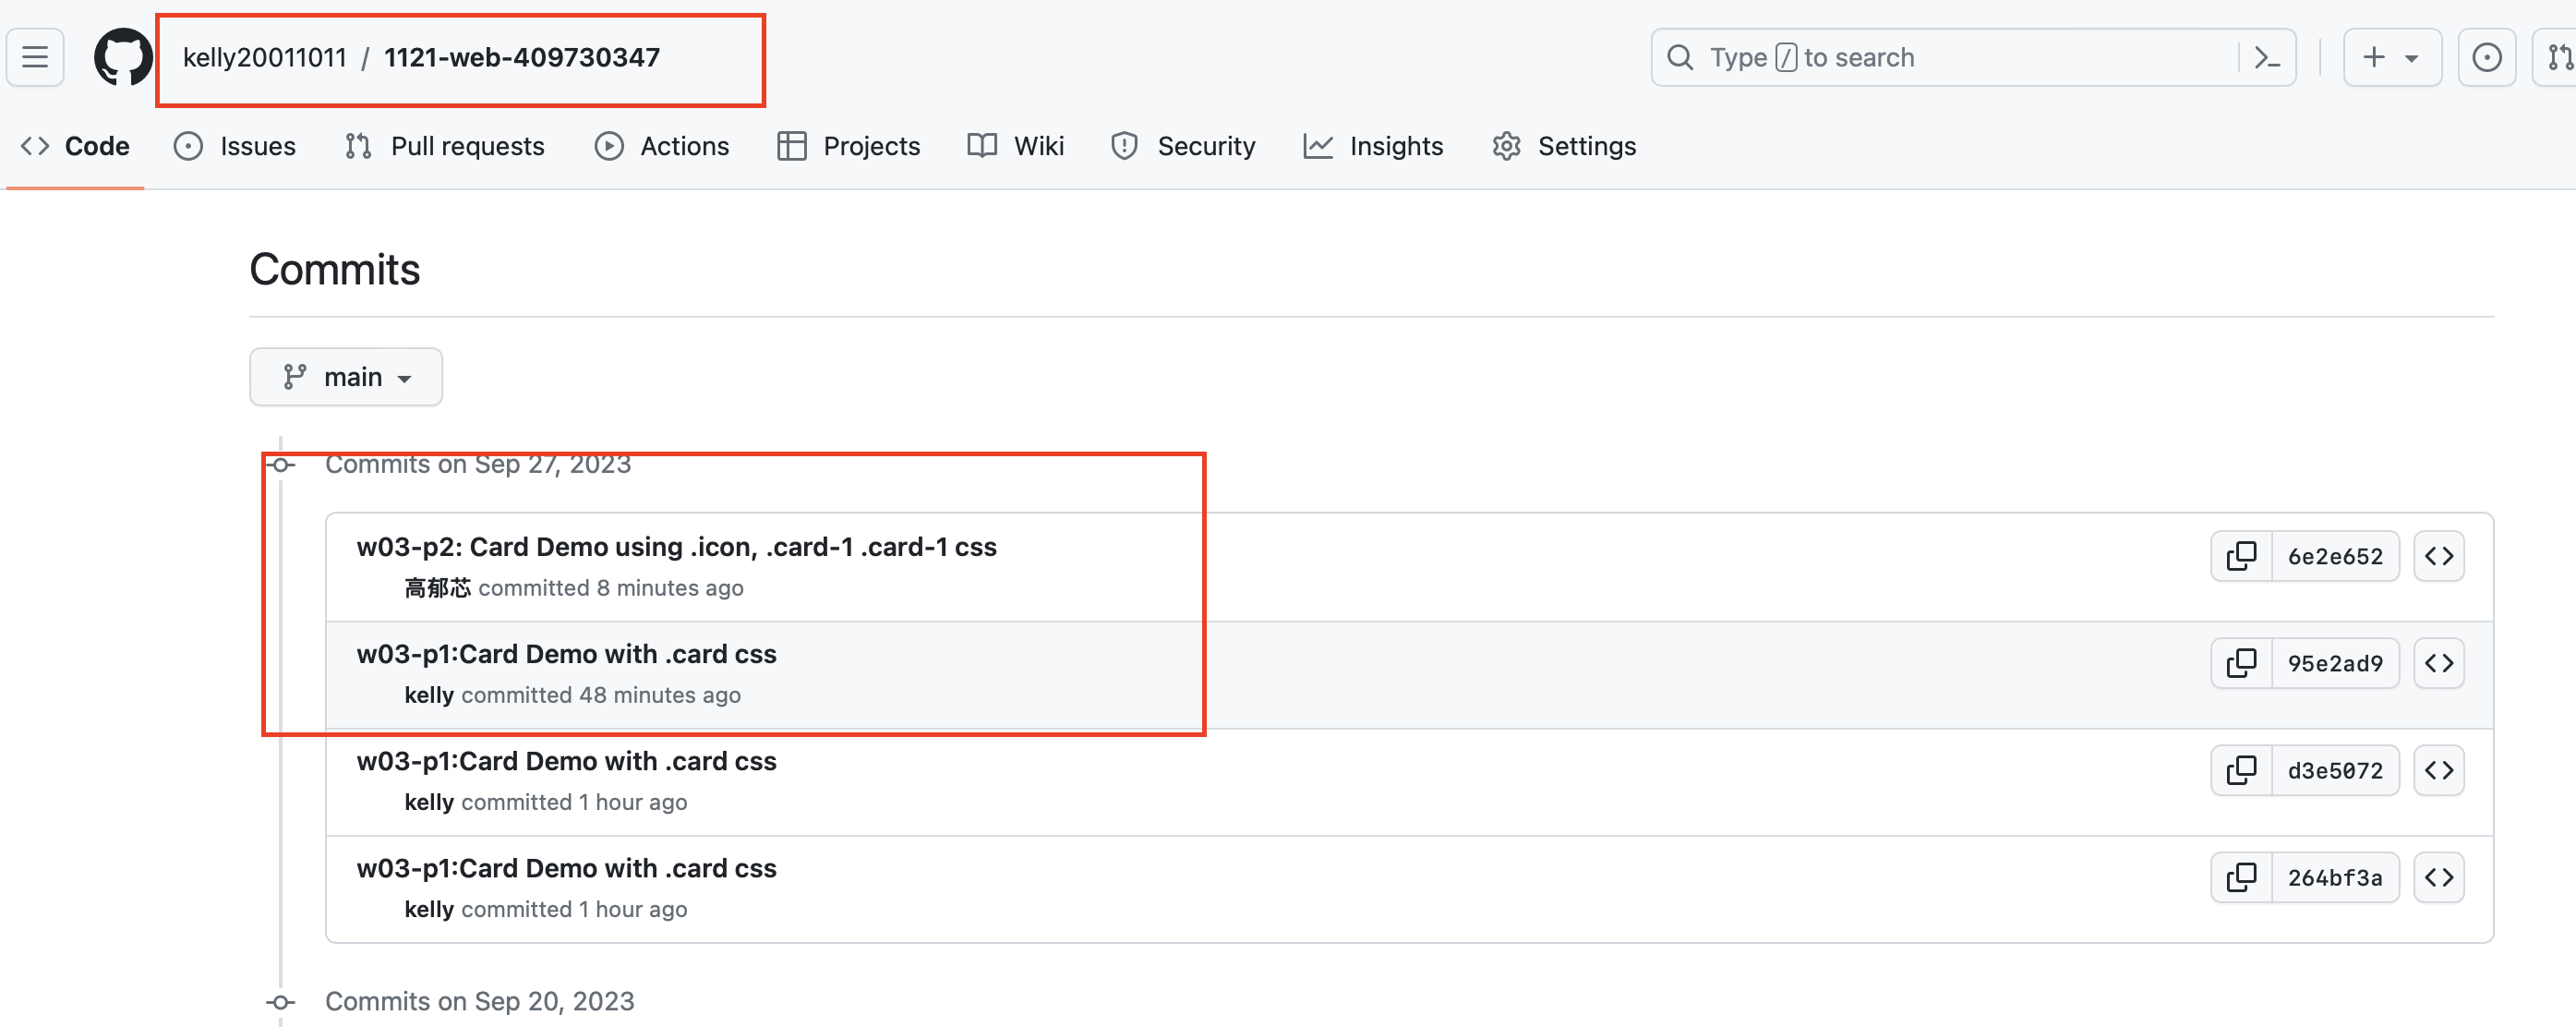 kelly20011011 / 1121-web-409730347
Type / to search
Code Issues Pull requests Actions Projects Wiki Security Insights Settings
Commits
main
Commits on Sep 27, 2023
w03-p2: Card Demo using .icon, .card-1 .card-1 css
6e2e652
高郁芯 committed 8 minutes ago
w03-p1:Card Demo with .card css
95e2ad9
kelly committed 48 minutes ago
w03-p1:Card Demo with .card css
d3e5072
kelly committed 1 hour ago
w03-p1:Card Demo with .card css
264bf3a
kelly committed 1 hour ago
Commits on Sep 20, 2023